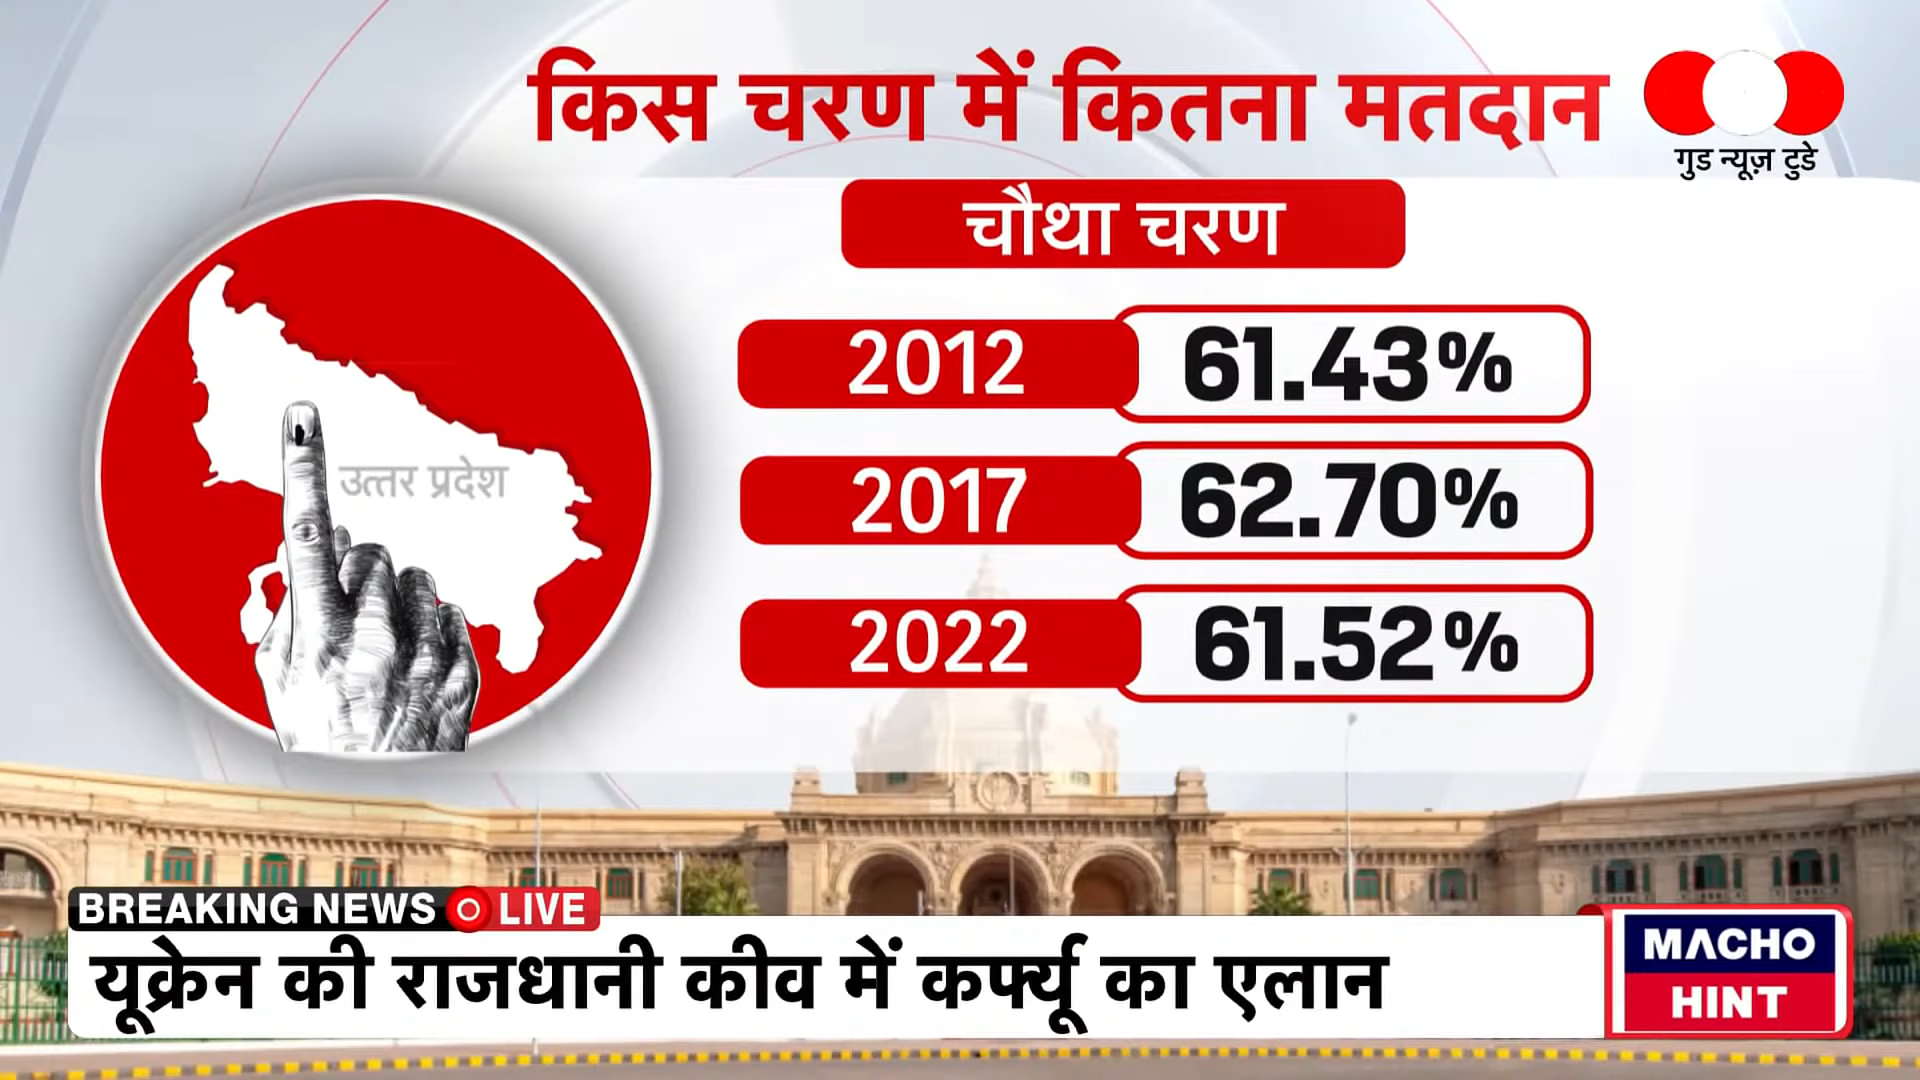 किस चरण में कितना मतदान
गुड न्यूज़ टुडे
चौथा चरण
2012 61.43%
2017 62.70%
2022 61.52%
उत्तर प्रदेश
BREAKING NEWS LIVE
यूक्रेन की राजधानी कीव में कर्फ्यू का एलान
MACHO
HINT